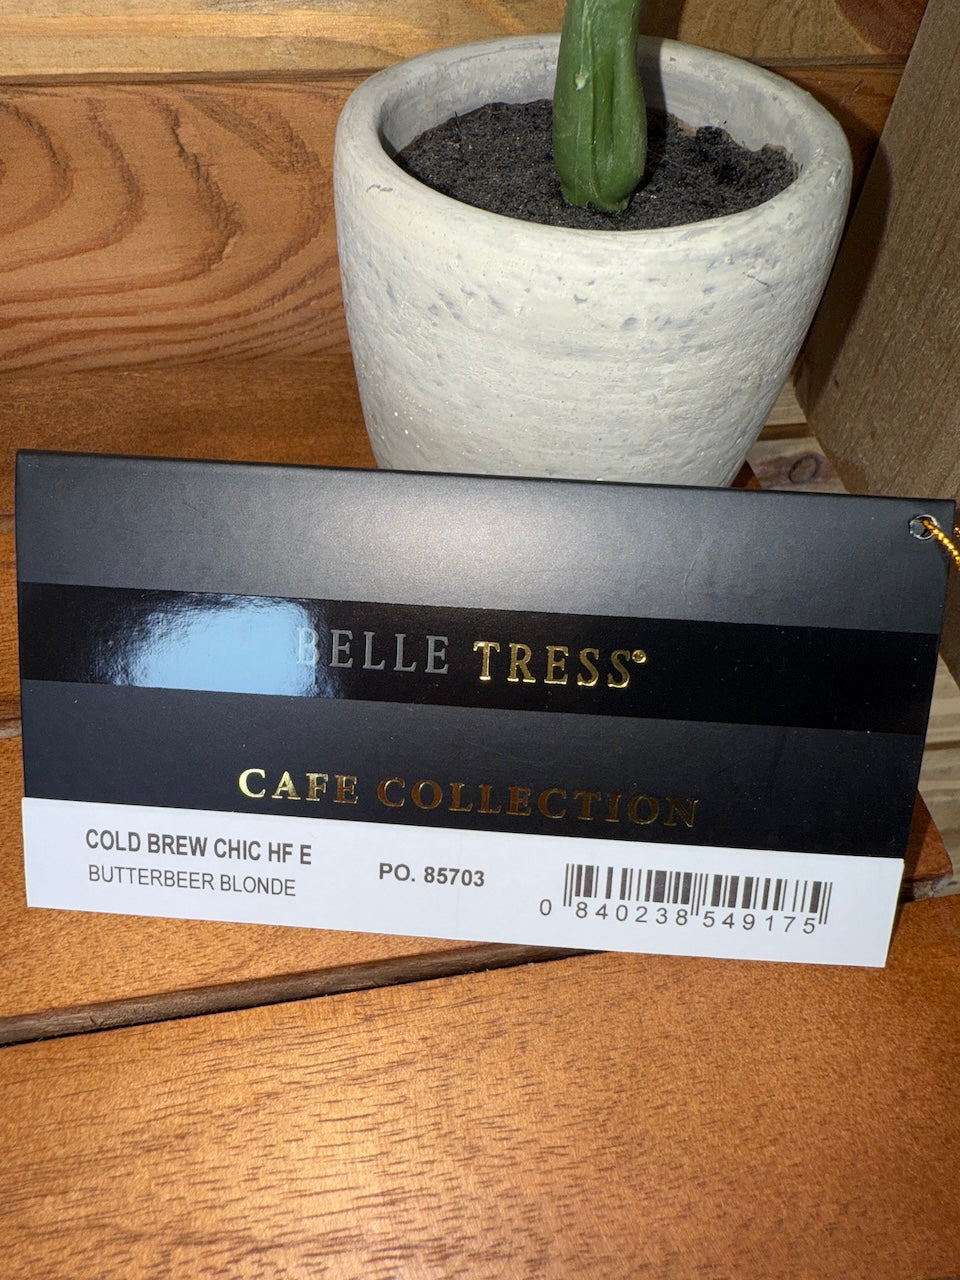 BELLE TRESS®
CAFE COLLECTION
COLD BREW CHIC HF E
BUTTERBEER BLONDE
PO. 85703
0 840238 549175